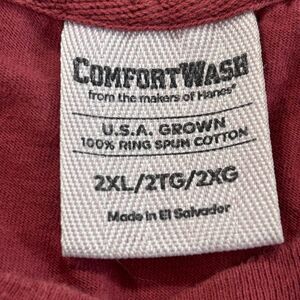 COMFORTWASH
from the makers of Hanes®
U.S.A. GROWN
100% RING SPUN COTTON
2XL/2TG/2XG
Made in El Salvador